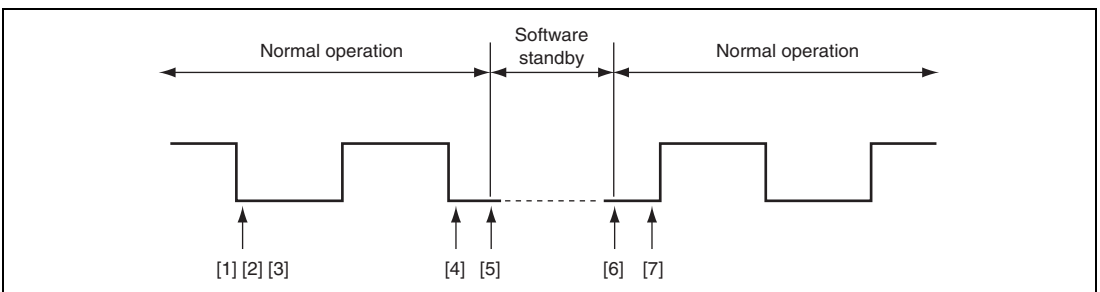 Normal operation
Software
standby
Normal operation
[1] [2] [3]
[4] [5]
[6] [7]